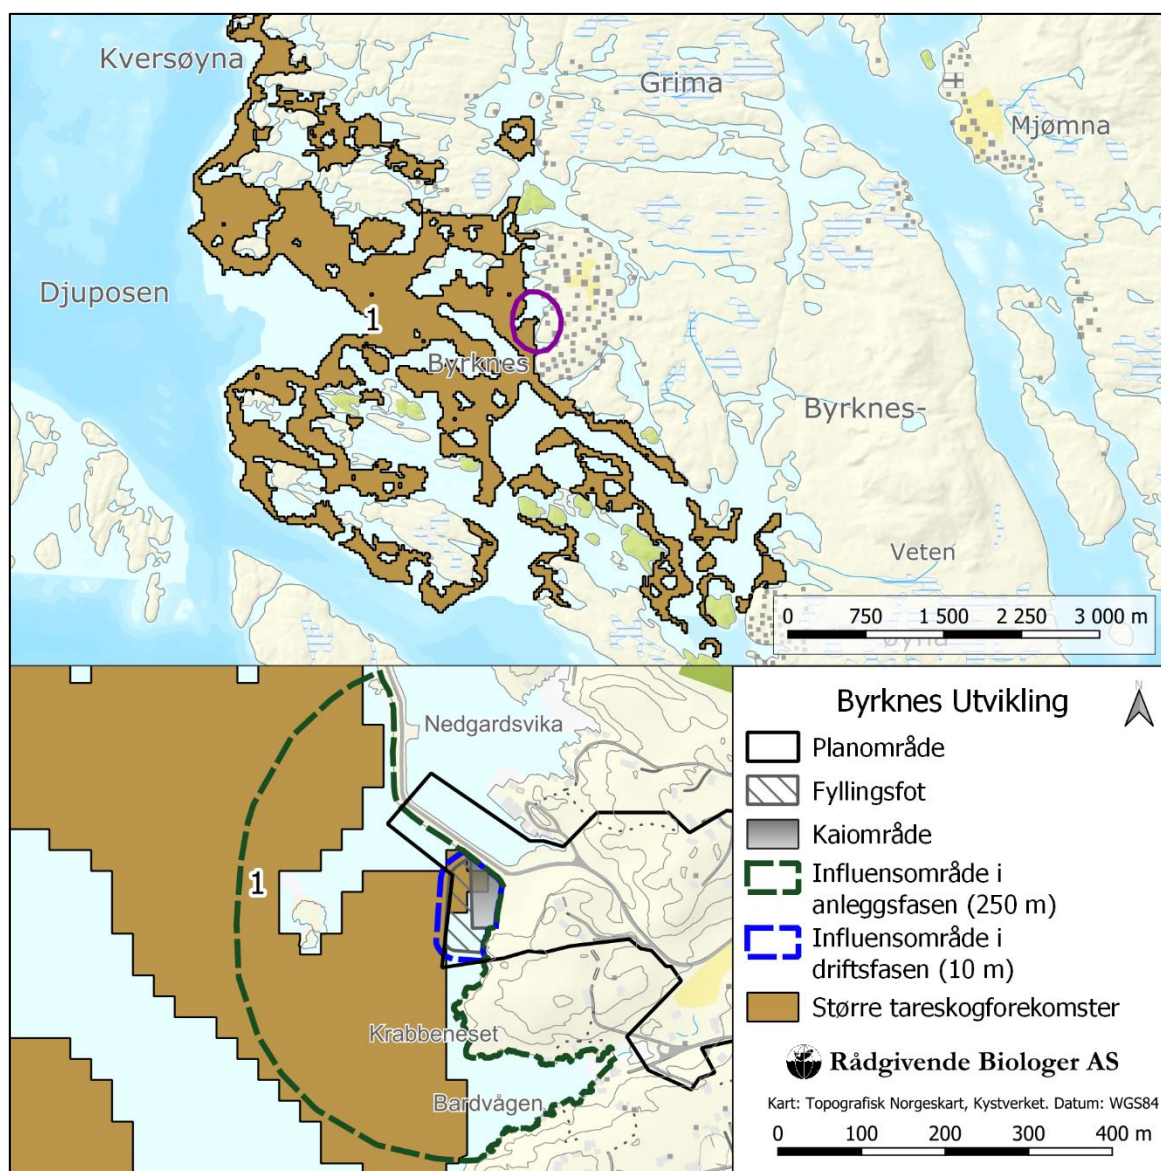 Kversøyna
Grima
Mjømna
Djuposen
1
Byrknes
Byrknes-
Veten
øyna
0 750 1 500 2 250 3 000 m
Nedgardsvika
1
Krabbeneset
Bardvågen
N
Byrknes Utvikling
Planområde
Fyllingsfot
Kaiområde
Influensområde i
anleggsfasen (250 m)
Influensområde i
driftsfasen (10 m)
Större tareskogforekomster
Rådgivende Biologer AS
Kart: Topografisk Norgeskart, Kystverket. Datum: WGS84
0 100 200 300 400 m